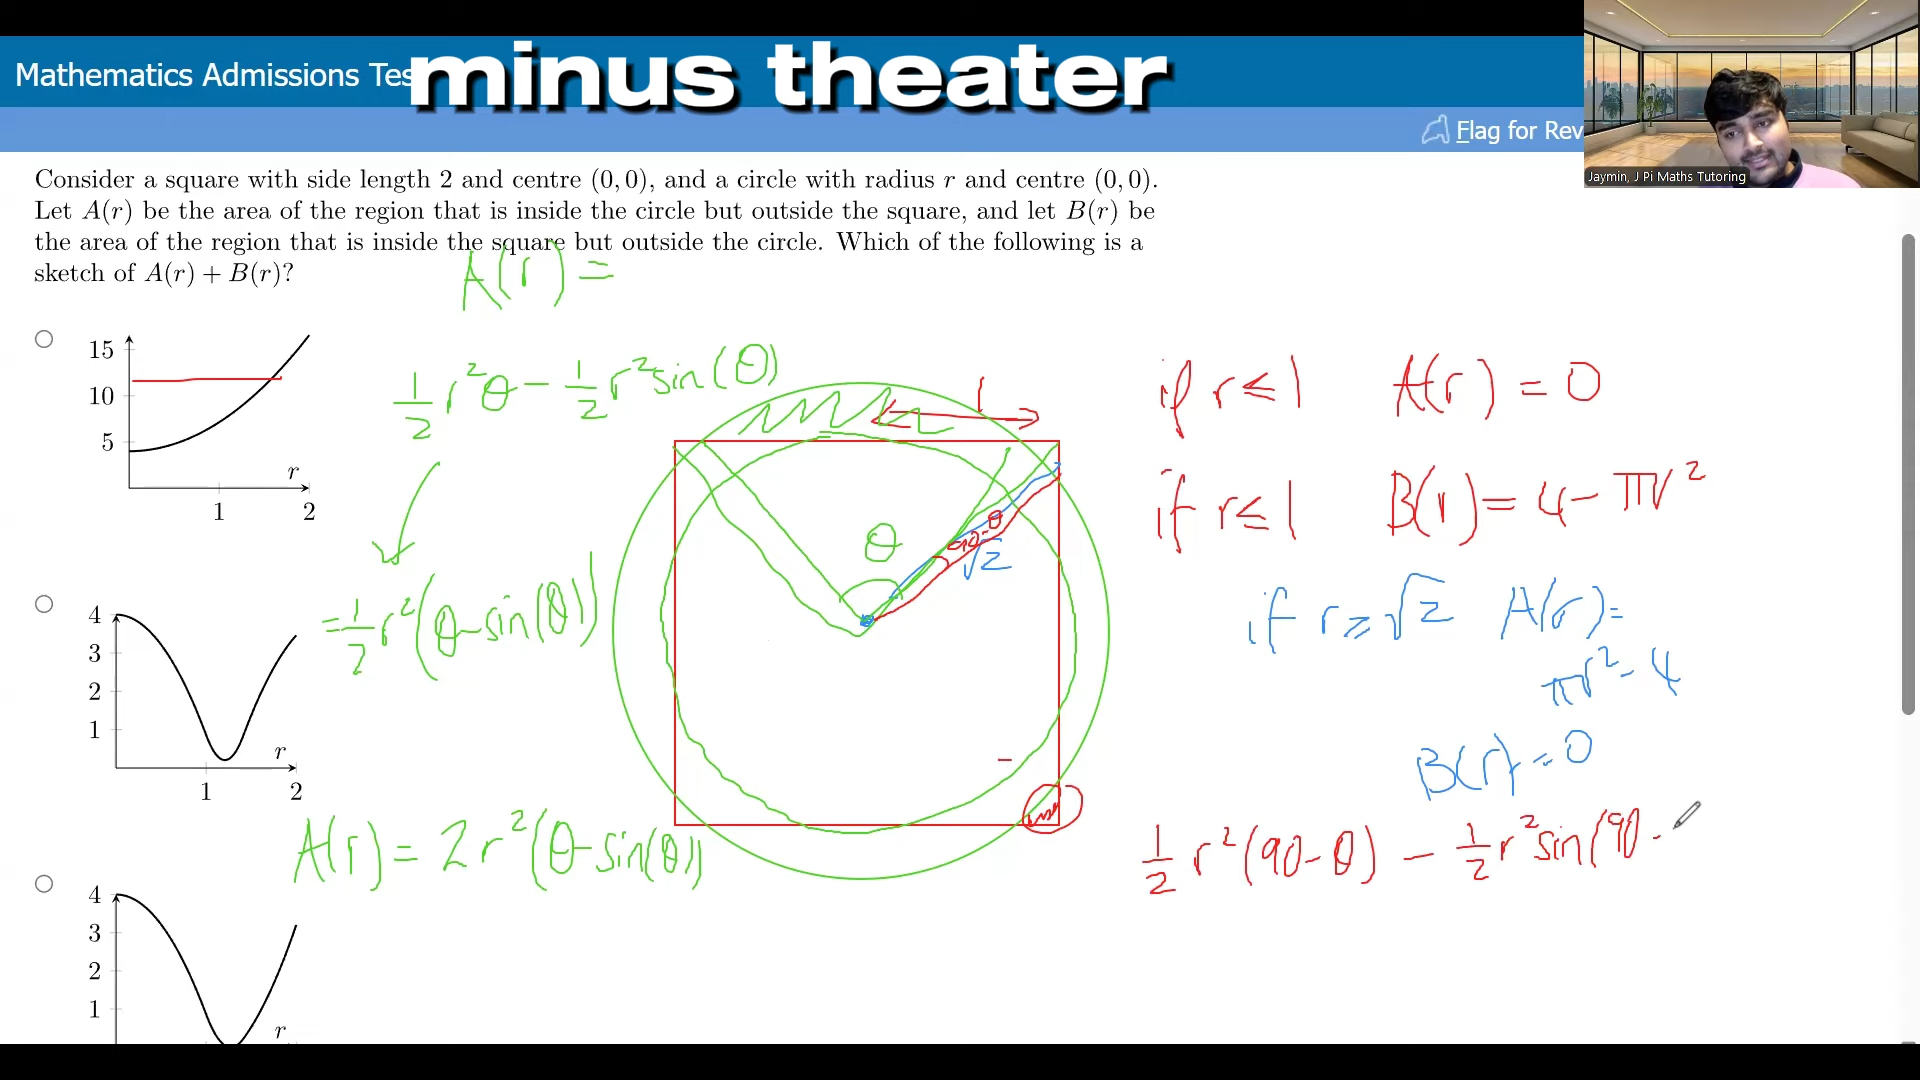 Mathematics Admissions Tes
minus theater
Flag for Rev
Jaymin, J Pi Maths Tutoring
Consider a square with side length 2 and centre (0, 0), and a circle with radius r and centre (0, 0).
Let A(r) be the area of the region that is inside the circle but outside the square, and let B(r) be
the area of the region that is inside the square but outside the circle. Which of the following is a
sketch of A(r) + B(r)?
A(r) =
15
10
5
r
1
2
½ r²θ − ½ r²sin(θ)
= ½ r²(θ − sin(θ))
A(r) = 2r²(θ − sin(θ))
1
θ
90-θ
√2
if r ≤ 1 A(r) = 0
if r ≤ 1 B(r) = 4 − πr²
if r ≥ √2 A(r) =
πr² − 4
B(r) = 0
½ r²(90 − θ) − ½ r²sin(90 -
4
3
2
1
r
1
2
4
3
2
1
r